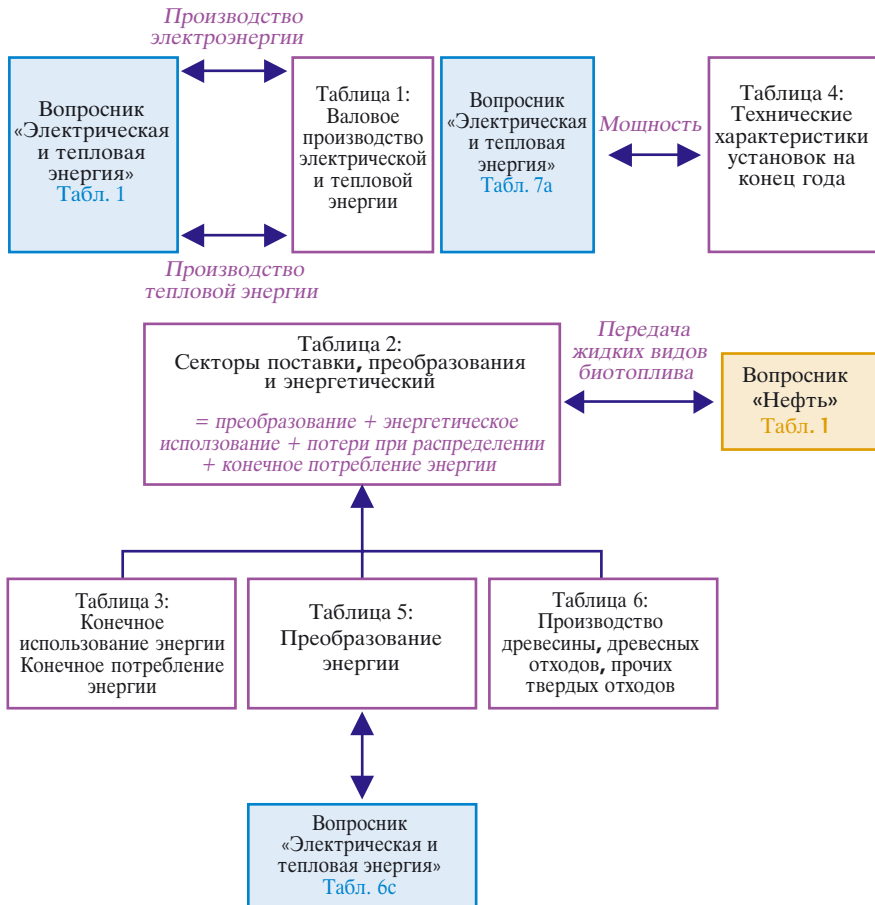 Производство
электроэнергии
Вопросник
«Электрическая
и тепловая
энергия»
Табл. 1
Таблица 1:
Валовое
производство
электрической
и тепловой
энергии
Производство
тепловой энергии
Вопросник
«Электрическая
и тепловая
энергия»
Табл. 7a
Мощность
Таблица 4:
Технические
характеристики
установок на
конец года
Таблица 2:
Секторы поставки, преобразования
и энергетический
= преобразование + энергетическое
исползование + потери при распределении
+ конечное потребление энергии
Передача
жидких видов
биотоплива
Вопросник
«Нефть»
Табл. 1
Таблица 3:
Конечное
использование энергии
Конечное потребление
энергии
Таблица 5:
Преобразование
энергии
Таблица 6:
Производство
древесины, древесных
отходов, прочих
твердых отходов
Вопросник
«Электрическая и
тепловая энергия»
Табл. 6c